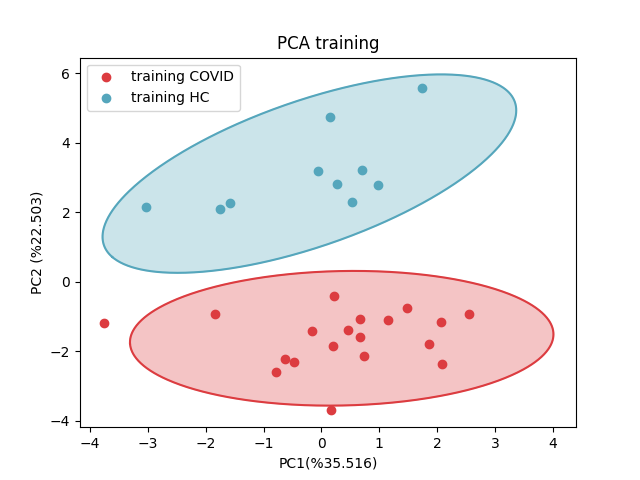 PCA training
training COVID
training HC
6
4
2
0
−2
−4
PC2 (%22.503)
−4 −3 −2 −1 0 1 2 3 4
PC1(%35.516)